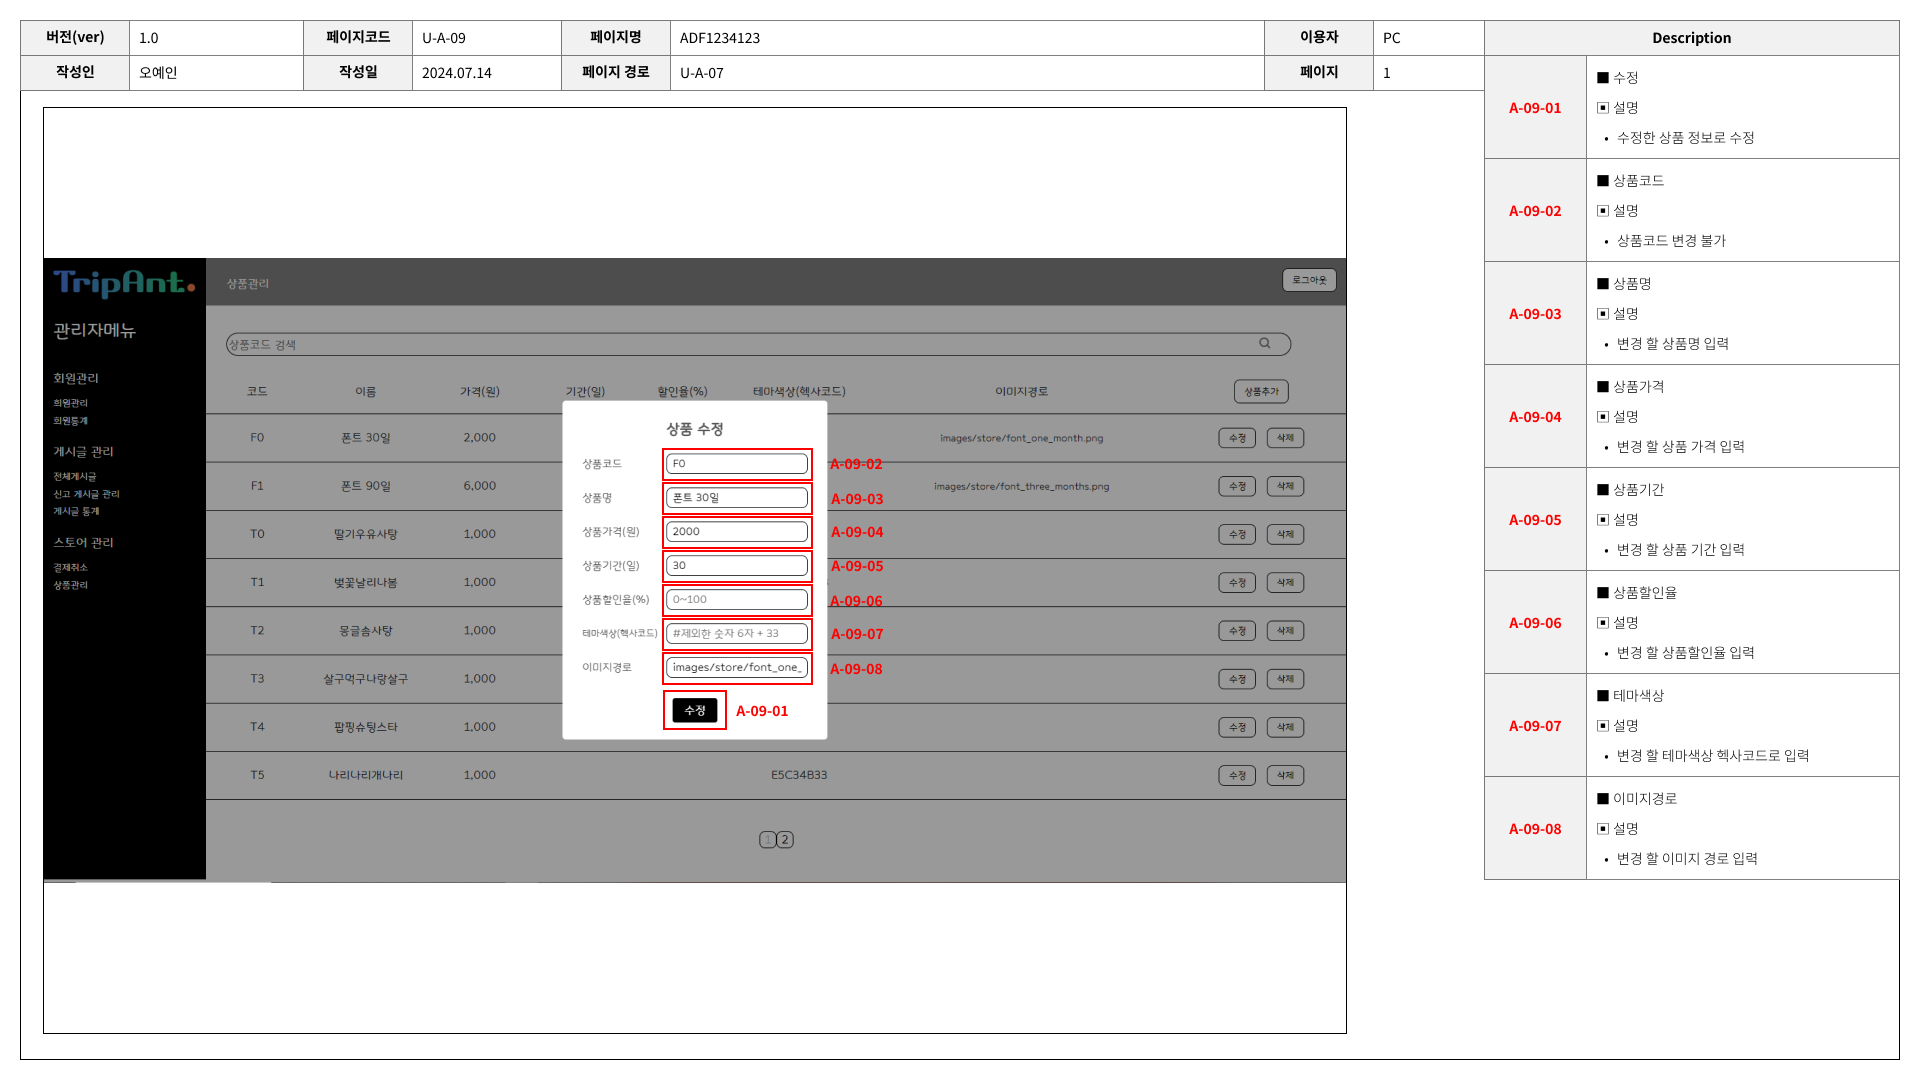 버전(ver) 1.0 페이지코드 U-A-09 페이지명 ADF1234123 이용자 PC Description
작성인 오예인 작성일 2024.07.14 페이지 경로 U-A-07 페이지 1
TripAnt.
관리자메뉴
회원관리
회원관리
회원통계
게시글 관리
전체게시글
신고 게시글 관리
게시글 통계
스토어 관리
결제취소
상품관리
상품관리 로그아웃
상품코드 검색
코드 이름 가격(원) 기간(일) 할인율(%) 테마색상(헥사코드) 이미지경로 상품추가
F0 폰트 30일 2,000 images/store/font_one_month.png 수정 삭제
F1 폰트 90일 6,000 images/store/font_three_months.png 수정 삭제
T0 딸기우유사탕 1,000 수정 삭제
T1 벚꽃날리나봄 1,000 수정 삭제
T2 몽글솜사탕 1,000 수정 삭제
T3 살구먹구나랑살구 1,000 수정 삭제
T4 팝핑슈팅스타 1,000 수정 삭제
T5 나리나리개나리 1,000 E5C34B33 수정 삭제
1 2
상품 수정
상품코드 F0 A-09-02
상품명 폰트 30일 A-09-03
상품가격(원) 2000 A-09-04
상품기간(일) 30 A-09-05
상품할인율(%) 0~100 A-09-06
테마색상(헥사코드) #제외한 숫자 6자 + 33 A-09-07
이미지경로 images/store/font_one_ A-09-08
수정 A-09-01
A-09-01
■ 수정
▣ 설명
• 수정한 상품 정보로 수정
A-09-02
■ 상품코드
▣ 설명
• 상품코드 변경 불가
A-09-03
■ 상품명
▣ 설명
• 변경 할 상품명 입력
A-09-04
■ 상품가격
▣ 설명
• 변경 할 상품 가격 입력
A-09-05
■ 상품기간
▣ 설명
• 변경 할 상품 기간 입력
A-09-06
■ 상품할인율
▣ 설명
• 변경 할 상품할인율 입력
A-09-07
■ 테마색상
▣ 설명
• 변경 할 테마색상 헥사코드로 입력
A-09-08
■ 이미지경로
▣ 설명
• 변경 할 이미지 경로 입력